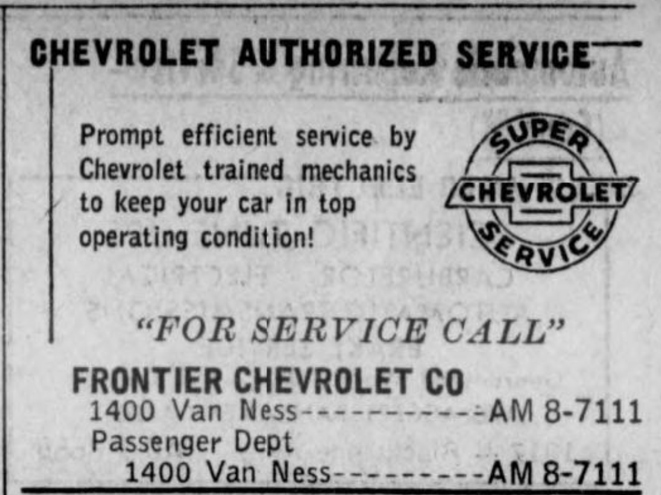 CHEVROLET AUTHORIZED SERVICE
Prompt efficient service by
Chevrolet trained mechanics
to keep your car in top
operating condition!
SUPER
CHEVROLET
SERVICE
"FOR SERVICE CALL"
FRONTIER CHEVROLET CO
1400 Van Ness-----------AM 8-7111
Passenger Dept
1400 Van Ness---------AM 8-7111